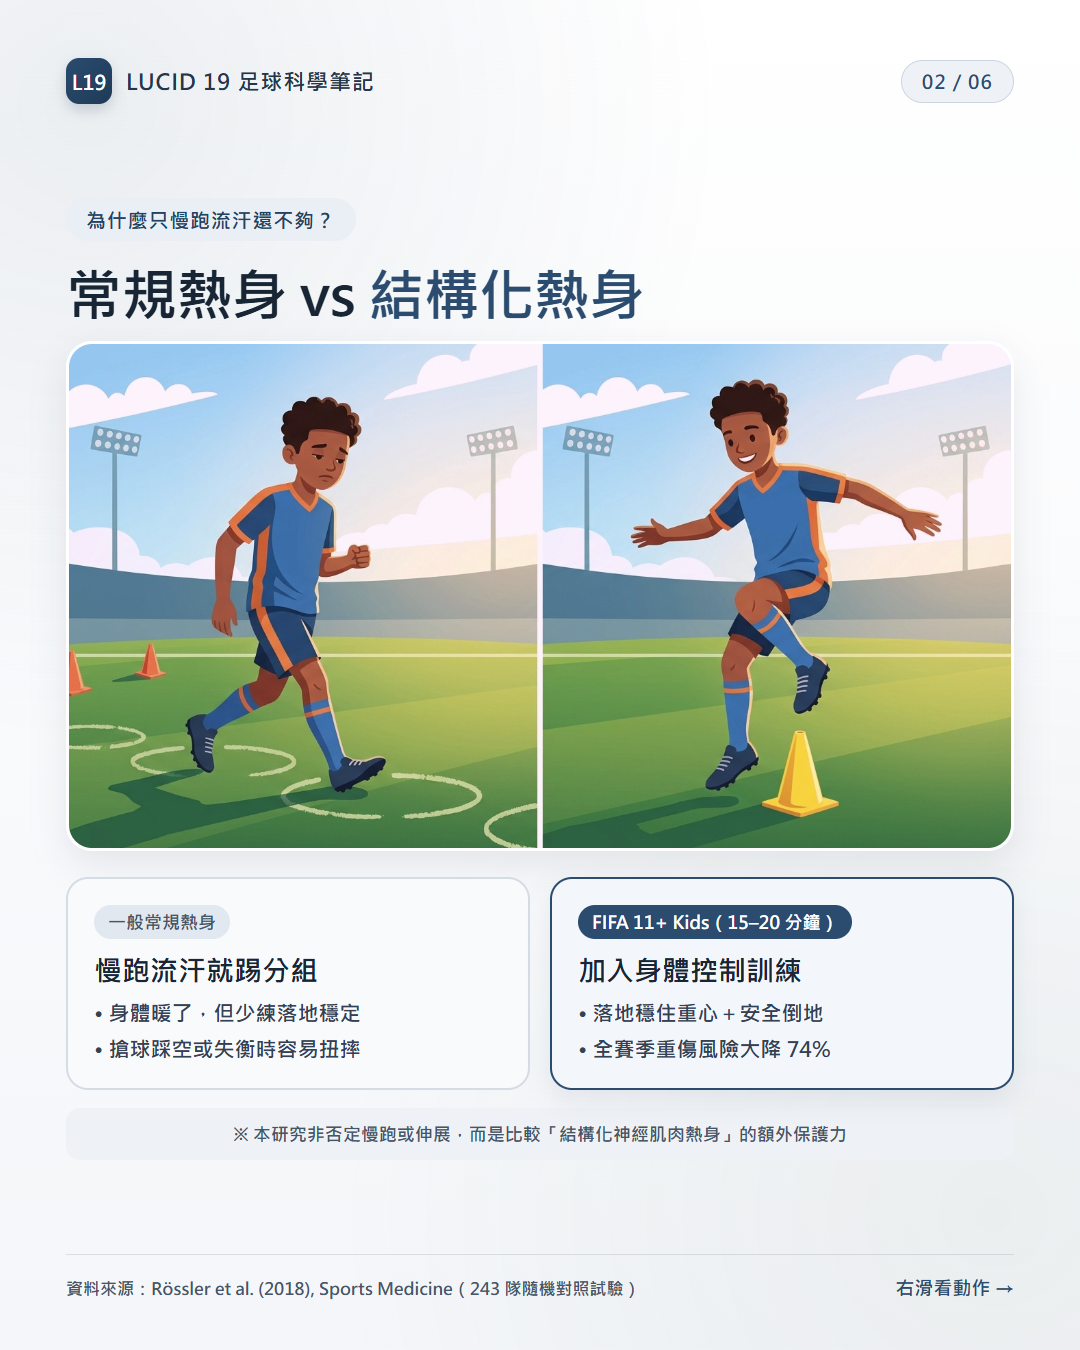 L19 LUCID 19 足球科學筆記
02 / 06
為什麼只慢跑流汗還不夠？
常規熱身 vs 結構化熱身
一般常規熱身
慢跑流汗就踢分組
• 身體暖了，但少練落地穩定
• 搶球踩空或失衡時容易扭摔
FIFA 11+ Kids（15–20 分鐘）
加入身體控制訓練
• 落地穩住重心＋安全倒地
• 全賽季重傷風險大降 74%
※ 本研究非否定慢跑或伸展，而是比較「結構化神經肌肉熱身」的額外保護力
資料來源：Rössler et al. (2018), Sports Medicine（243 隊隨機對照試驗）
右滑看動作 →